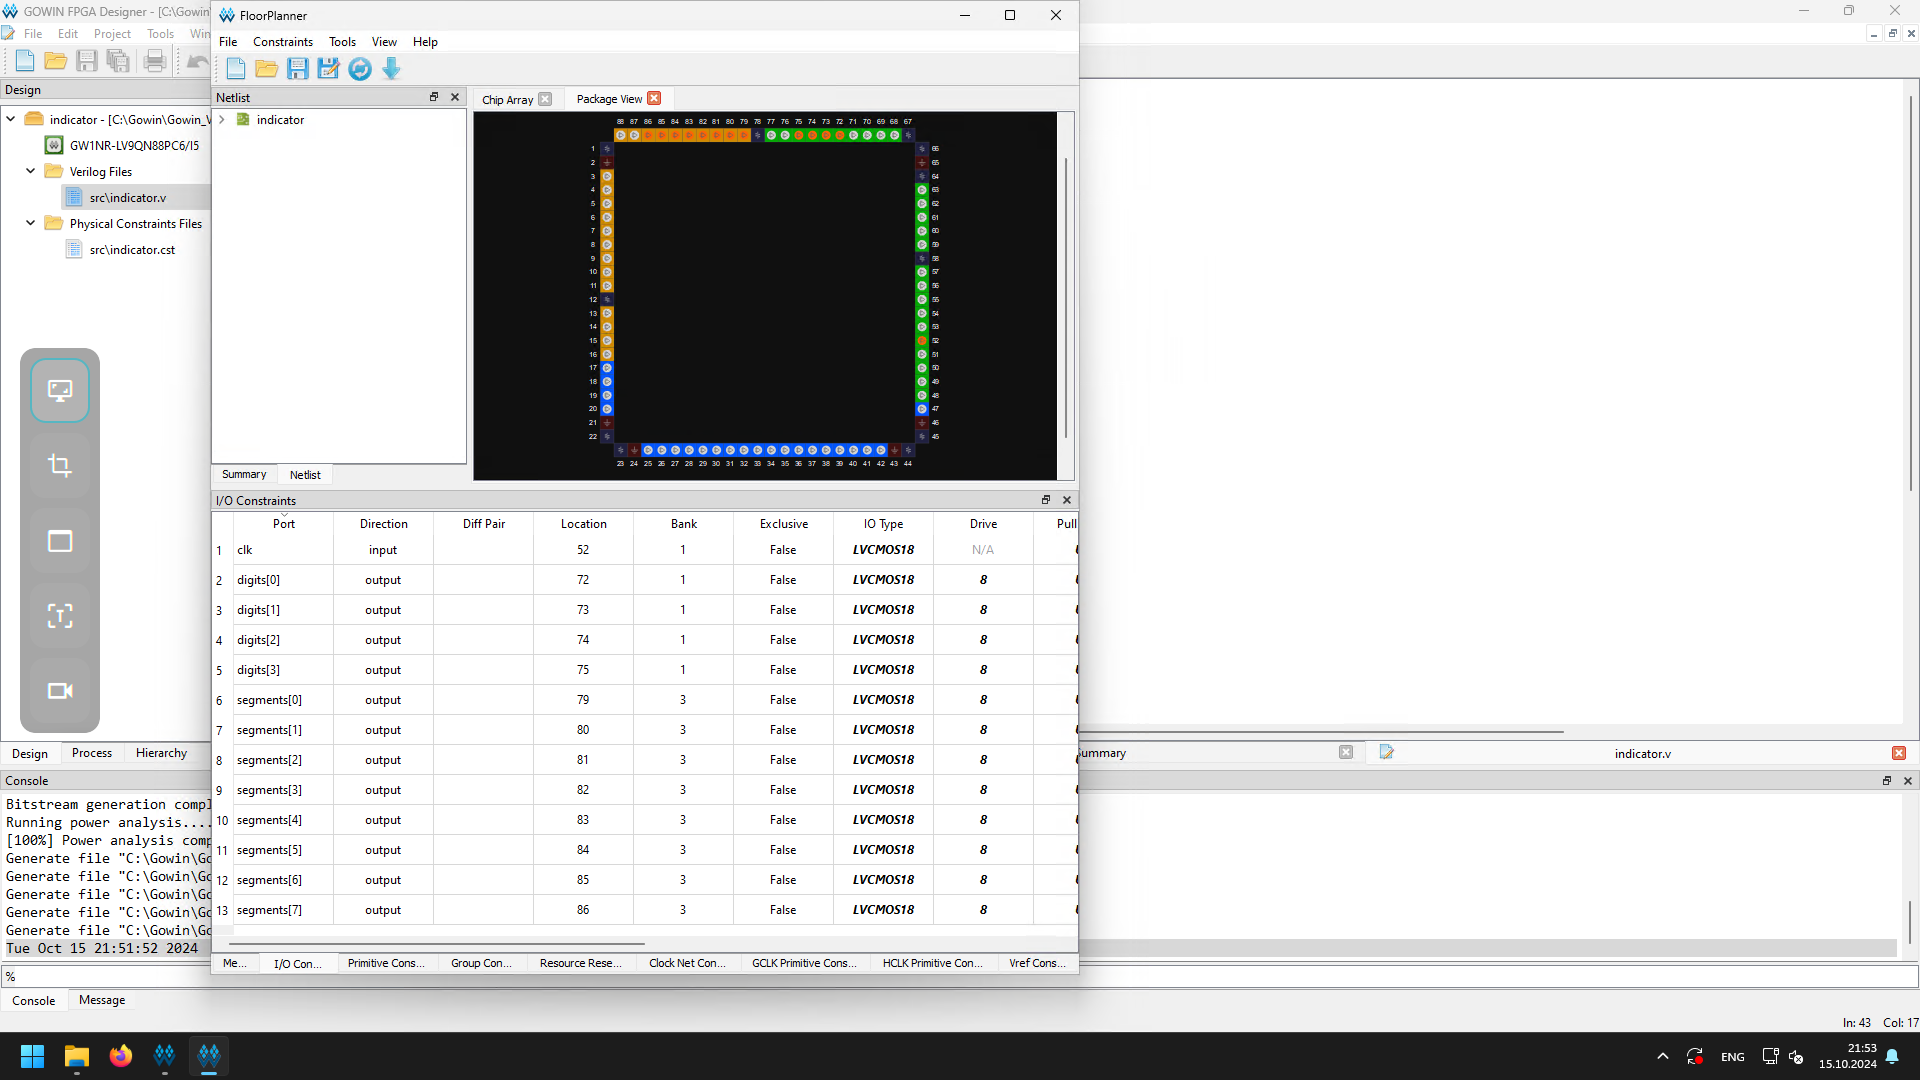 GOWIN FPGA Designer - [C:\Gowin\
FloorPlanner
File Edit Project Tools Win
File Constraints Tools View Help
Design
Netlist
Chip Array
Package View
indicator - [C:\Gowin\Gowin_V
GW1NR-LV9QN88PC6/I5
Verilog Files
src\indicator.v
Physical Constraints Files
src\indicator.cst
indicator
88 87 86 85 84 83 82 81 80 79 78 77 76 75 74 73 72 71 70 69 68 67
1 66
2 65
3 64
4 63
5 62
6 61
7 60
8 59
9 58
10 57
11 56
12 55
13 54
14 53
15 52
16 51
17 50
18 49
19 48
20 47
21 46
22 45
23 24 25 26 27 28 29 30 31 32 33 34 35 36 37 38 39 40 41 42 43 44
Summary Netlist
I/O Constraints
Port Direction Diff Pair Location Bank Exclusive IO Type Drive Pull
1 clk input 52 1 False LVCMOS18 N/A
2 digits[0] output 72 1 False LVCMOS18 8
3 digits[1] output 73 1 False LVCMOS18 8
4 digits[2] output 74 1 False LVCMOS18 8
5 digits[3] output 75 1 False LVCMOS18 8
6 segments[0] output 79 3 False LVCMOS18 8
7 segments[1] output 80 3 False LVCMOS18 8
8 segments[2] output 81 3 False LVCMOS18 8
9 segments[3] output 82 3 False LVCMOS18 8
10 segments[4] output 83 3 False LVCMOS18 8
11 segments[5] output 84 3 False LVCMOS18 8
12 segments[6] output 85 3 False LVCMOS18 8
13 segments[7] output 86 3 False LVCMOS18 8
Me... I/O Con... Primitive Cons... Group Con... Resource Rese... Clock Net Con... GCLK Primitive Cons... HCLK Primitive Con... Vref Cons...
Design Process Hierarchy
Summary
indicator.v
Console
Bitstream generation compl
Running power analysis....
[100%] Power analysis comp
Generate file "C:\Gowin\Go
Generate file "C:\Gowin\Go
Generate file "C:\Gowin\Go
Generate file "C:\Gowin\Go
Generate file "C:\Gowin\Go
Tue Oct 15 21:51:52 2024
%
Console Message
ln: 43 Col: 17
ENG
21:53
15.10.2024